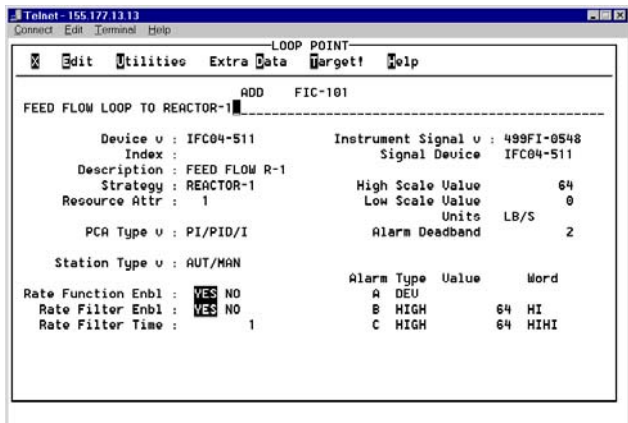 Telnet - 155.177.13.13
Connect Edit Terminal Help
LOOP POINT
X Edit Utilities Extra Data Target! Help
ADD FIC-101
FEED FLOW LOOP TO REACTOR-1
Device v : IFC04-511 Instrument Signal v : 499FI-0548
Index : Signal Device IFC04-511
Description : FEED FLOW R-1
Strategy : REACTOR-1 High Scale Value 64
Resource Attr : 1 Low Scale Value 0
Units LB/S
PCA Type v : PI/PID/I Alarm Deadband 2
Station Type v : AUT/MAN
Alarm Type Value Word
Rate Function Enbl : YES NO A DEV
Rate Filter Enbl : YES NO B HIGH 64 HI
Rate Filter Time : 1 C HIGH 64 HIHI